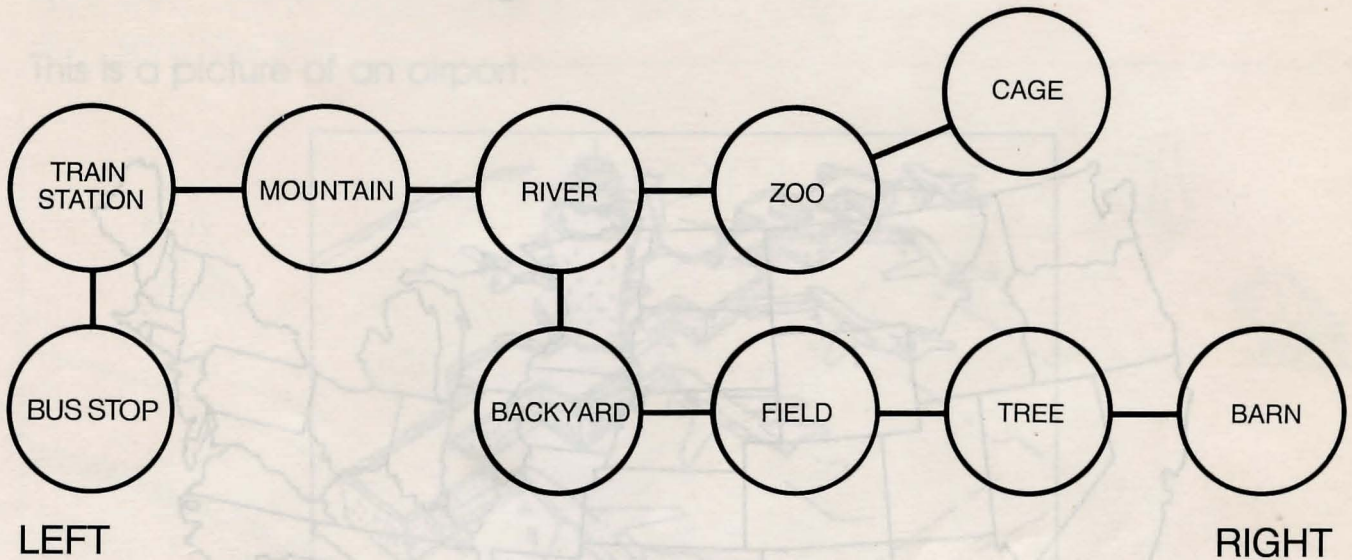 This is a picture of an airport.
CAGE
TRAIN
STATION
MOUNTAIN
RIVER
ZOO
BUS STOP
BACKYARD
FIELD
TREE
BARN
LEFT
RIGHT